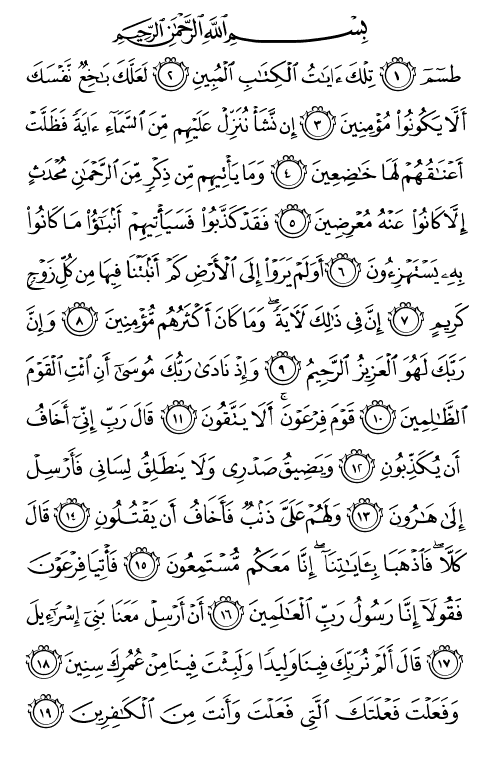 بِسْمِ ٱللَّهِ ٱلرَّحْمَٰنِ ٱلرَّحِيمِ
طسٓمٓ ١ تِلْكَ ءَايَٰتُ ٱلْكِتَٰبِ ٱلْمُبِينِ ٢ لَعَلَّكَ بَٰخِعٌ نَّفْسَكَ
أَلَّا يَكُونُوا۟ مُؤْمِنِينَ ٣ إِن نَّشَأْ نُنَزِّلْ عَلَيْهِم مِّنَ ٱلسَّمَآءِ ءَايَةً فَظَلَّتْ
أَعْنَٰقُهُمْ لَهَا خَٰضِعِينَ ٤ وَمَا يَأْتِيهِم مِّن ذِكْرٍ مِّنَ ٱلرَّحْمَٰنِ مُحْدَثٍ
إِلَّا كَانُوا۟ عَنْهُ مُعْرِضِينَ ٥ فَقَدْ كَذَّبُوا۟ فَسَيَأْتِيهِمْ أَنۢبَٰٓؤُا۟ مَا كَانُوا۟
بِهِۦ يَسْتَهْزِءُونَ ٦ أَوَلَمْ يَرَوْا۟ إِلَى ٱلْأَرْضِ كَمْ أَنۢبَتْنَا فِيهَا مِن كُلِّ زَوْجٍ
كَرِيمٍ ٧ إِنَّ فِى ذَٰلِكَ لَءَايَةً ۖ وَمَا كَانَ أَكْثَرُهُم مُّؤْمِنِينَ ٨ وَإِنَّ
رَبَّكَ لَهُوَ ٱلْعَزِيزُ ٱلرَّحِيمُ ٩ وَإِذْ نَادَىٰ رَبُّكَ مُوسَىٰٓ أَنِ ٱئْتِ ٱلْقَوْمَ
ٱلظَّٰلِمِينَ ١٠ قَوْمَ فِرْعَوْنَ ۚ أَلَا يَتَّقُونَ ١١ قَالَ رَبِّ إِنِّىٓ أَخَافُ
أَن يُكَذِّبُونِ ١٢ وَيَضِيقُ صَدْرِى وَلَا يَنطَلِقُ لِسَانِى فَأَرْسِلْ
إِلَىٰ هَٰرُونَ ١٣ وَلَهُمْ عَلَىَّ ذَنۢبٌ فَأَخَافُ أَن يَقْتُلُونِ ١٤ قَالَ
كَلَّا ۖ فَٱذْهَبَا بِـَٔايَٰتِنَآ ۖ إِنَّا مَعَكُم مُّسْتَمِعُونَ ١٥ فَأْتِيَا فِرْعَوْنَ
فَقُولَآ إِنَّا رَسُولُ رَبِّ ٱلْعَٰلَمِينَ ١٦ أَنْ أَرْسِلْ مَعَنَا بَنِىٓ إِسْرَٰٓءِيلَ
١٧ قَالَ أَلَمْ نُرَبِّكَ فِينَا وَلِيدًا وَلَبِثْتَ فِينَا مِنْ عُمُرِكَ سِنِينَ ١٨
وَفَعَلْتَ فَعْلَتَكَ ٱلَّتِى فَعَلْتَ وَأَنتَ مِنَ ٱلْكَٰفِرِينَ ١٩